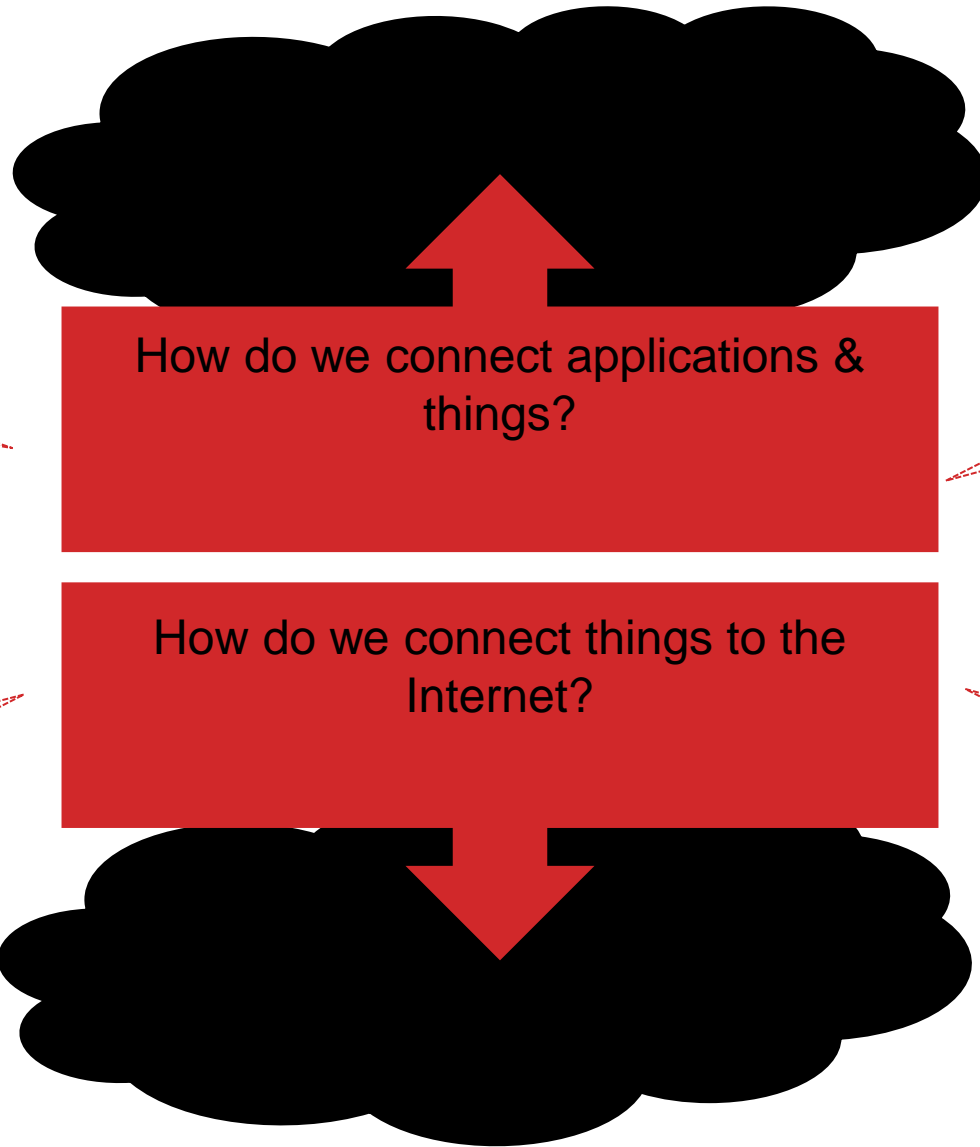 How do we connect applications &
things?
How do we connect things to the
Internet?